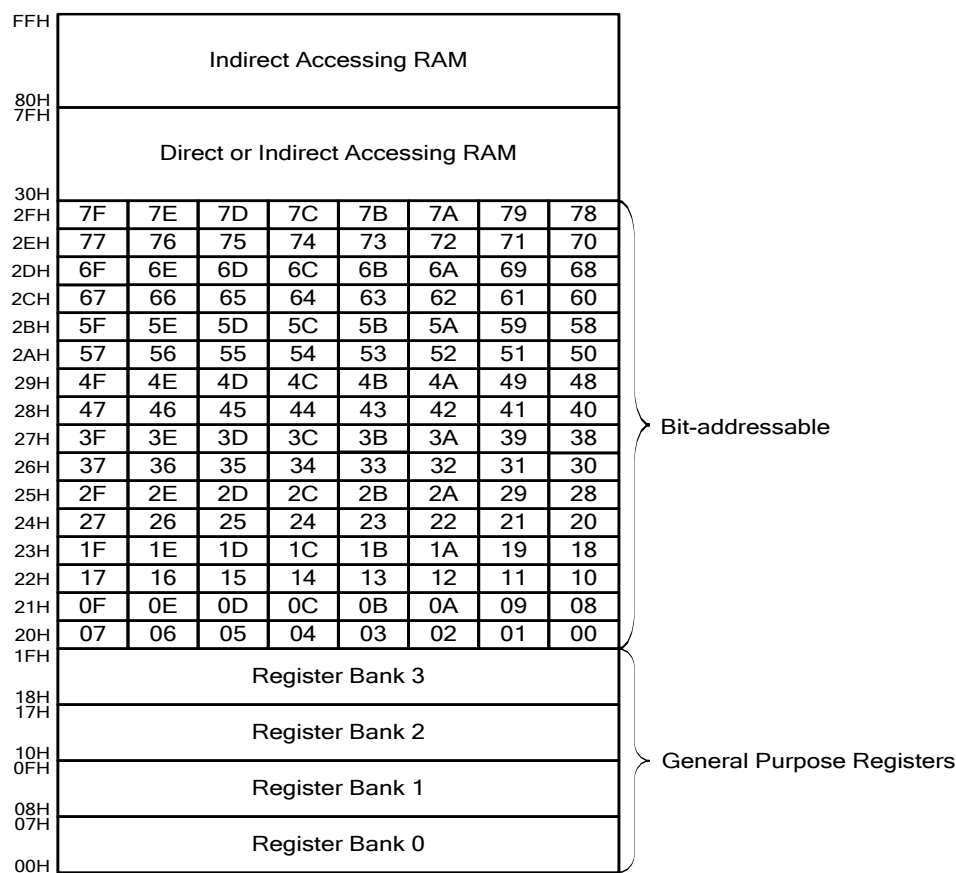 FFH
Indirect Accessing RAM
80H
7FH
Direct or Indirect Accessing RAM
30H
2FH 7F 7E 7D 7C 7B 7A 79 78
2EH 77 76 75 74 73 72 71 70
2DH 6F 6E 6D 6C 6B 6A 69 68
2CH 67 66 65 64 63 62 61 60
2BH 5F 5E 5D 5C 5B 5A 59 58
2AH 57 56 55 54 53 52 51 50
29H 4F 4E 4D 4C 4B 4A 49 48
28H 47 46 45 44 43 42 41 40
Bit-addressable
27H 3F 3E 3D 3C 3B 3A 39 38
26H 37 36 35 34 33 32 31 30
25H 2F 2E 2D 2C 2B 2A 29 28
24H 27 26 25 24 23 22 21 20
23H 1F 1E 1D 1C 1B 1A 19 18
22H 17 16 15 14 13 12 11 10
21H 0F 0E 0D 0C 0B 0A 09 08
20H 07 06 05 04 03 02 01 00
1FH
Register Bank 3
18H
17H
Register Bank 2
10H
General Purpose Registers
0FH
Register Bank 1
08H
07H
Register Bank 0
00H